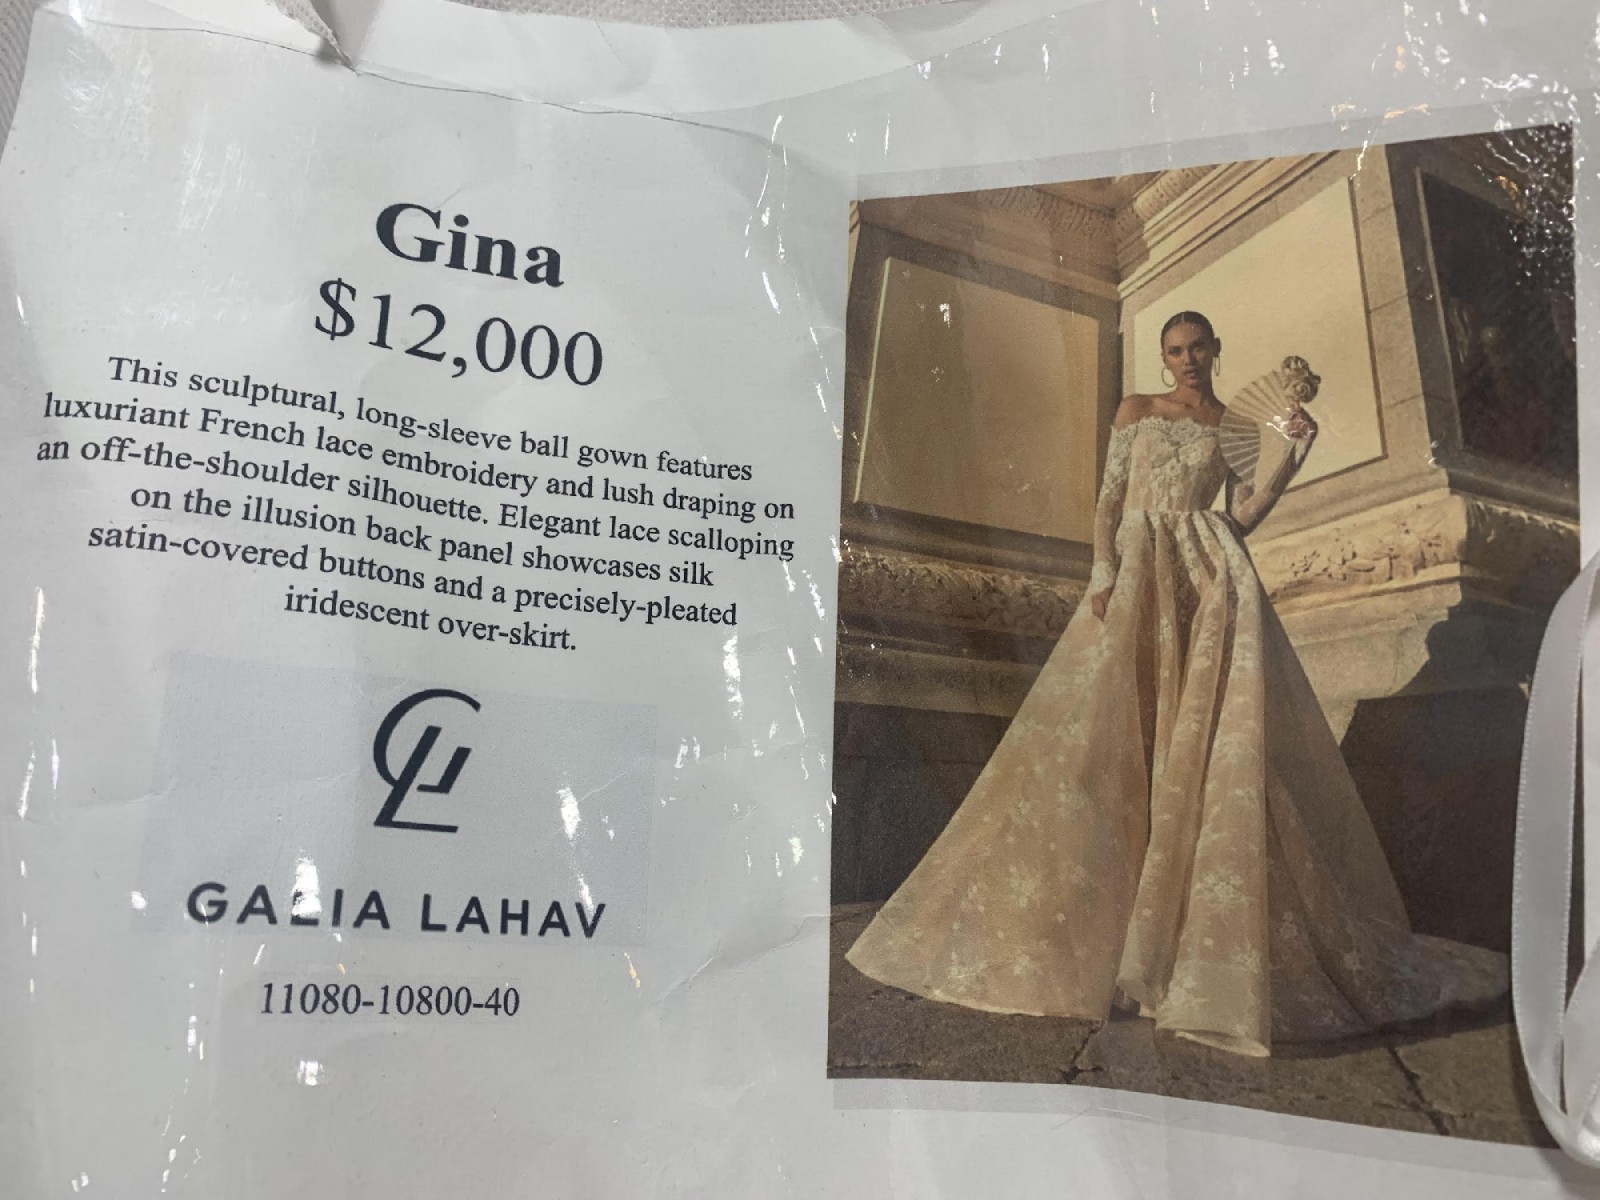 Gina
$12,000
This sculptural, long-sleeve ball gown features
luxuriant French lace embroidery and lush draping on
an off-the-shoulder silhouette. Elegant lace scalloping
on the illusion back panel showcases silk
satin-covered buttons and a precisely-pleated
iridescent over-skirt.
GL
GALIA LAHAV
11080-10800-40